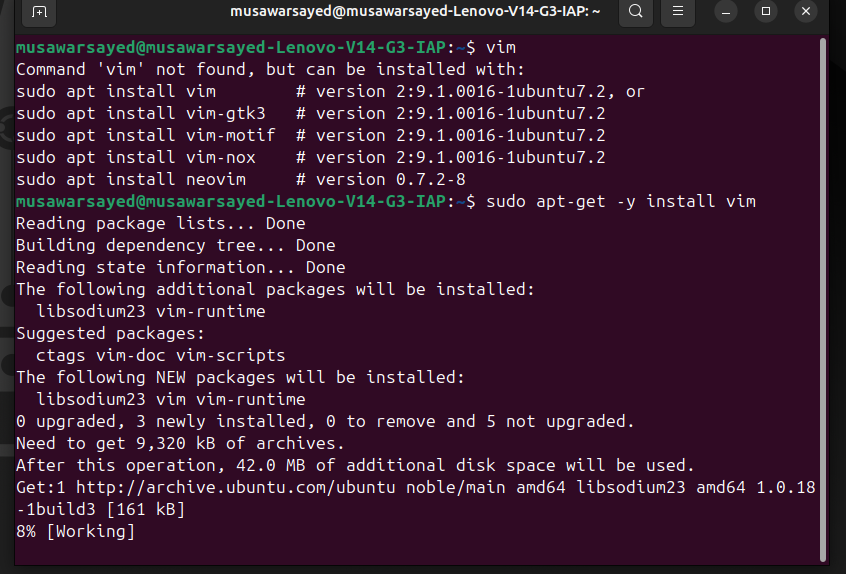 musawarsayed@musawarsayed-Lenovo-V14-G3-IAP: ~
musawarsayed@musawarsayed-Lenovo-V14-G3-IAP:~$ vim
Command 'vim' not found, but can be installed with:
sudo apt install vim        # version 2:9.1.0016-1ubuntu7.2, or
sudo apt install vim-gtk3   # version 2:9.1.0016-1ubuntu7.2
sudo apt install vim-motif  # version 2:9.1.0016-1ubuntu7.2
sudo apt install vim-nox    # version 2:9.1.0016-1ubuntu7.2
sudo apt install neovim     # version 0.7.2-8
musawarsayed@musawarsayed-Lenovo-V14-G3-IAP:~$ sudo apt-get -y install vim
Reading package lists... Done
Building dependency tree... Done
Reading state information... Done
The following additional packages will be installed:
  libsodium23 vim-runtime
Suggested packages:
  ctags vim-doc vim-scripts
The following NEW packages will be installed:
  libsodium23 vim vim-runtime
0 upgraded, 3 newly installed, 0 to remove and 5 not upgraded.
Need to get 9,320 kB of archives.
After this operation, 42.0 MB of additional disk space will be used.
Get:1 http://archive.ubuntu.com/ubuntu noble/main amd64 libsodium23 amd64 1.0.18
-1build3 [161 kB]
8% [Working]